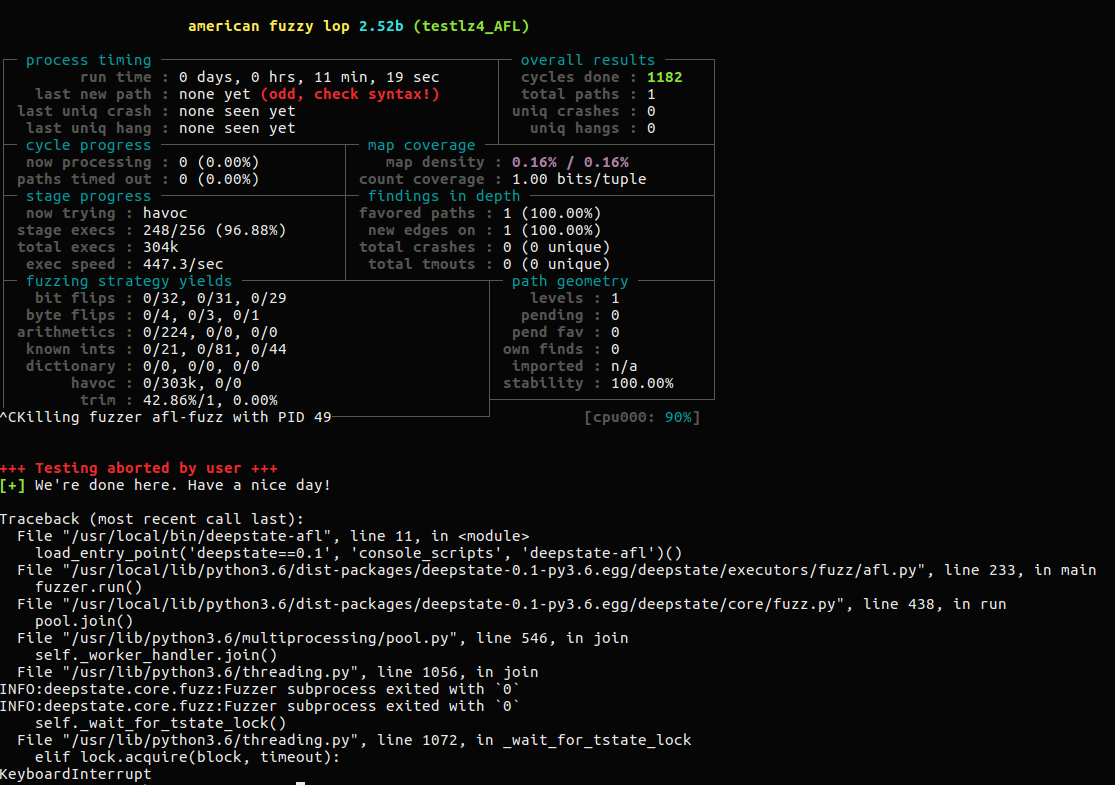 american fuzzy lop 2.52b (testlz4_AFL)
process timing
overall results
run time : 0 days, 0 hrs, 11 min, 19 sec
cycles done : 1182
last new path : none yet (odd, check syntax!)
total paths : 1
last uniq crash : none seen yet
uniq crashes : 0
last uniq hang : none seen yet
uniq hangs : 0
cycle progress
map coverage
now processing : 0 (0.00%)
map density : 0.16% / 0.16%
paths timed out : 0 (0.00%)
count coverage : 1.00 bits/tuple
stage progress
findings in depth
now trying : havoc
favored paths : 1 (100.00%)
stage execs : 248/256 (96.88%)
new edges on : 1 (100.00%)
total execs : 304k
total crashes : 0 (0 unique)
exec speed : 447.3/sec
total tmouts : 0 (0 unique)
fuzzing strategy yields
path geometry
bit flips : 0/32, 0/31, 0/29
levels : 1
byte flips : 0/4, 0/3, 0/1
pending : 0
arithmetics : 0/224, 0/0, 0/0
pend fav : 0
known ints : 0/21, 0/81, 0/44
own finds : 0
dictionary : 0/0, 0/0, 0/0
imported : n/a
havoc : 0/303k, 0/0
stability : 100.00%
trim : 42.86%/1, 0.00%
^CKilling fuzzer afl-fuzz with PID 49
[cpu000: 90%]
+++ Testing aborted by user +++
[+] We're done here. Have a nice day!
Traceback (most recent call last):
File "/usr/local/bin/deepstate-afl", line 11, in <module>
load_entry_point('deepstate==0.1', 'console_scripts', 'deepstate-afl')()
File "/usr/local/lib/python3.6/dist-packages/deepstate-0.1-py3.6.egg/deepstate/executors/fuzz/afl.py", line 233, in main
fuzzer.run()
File "/usr/local/lib/python3.6/dist-packages/deepstate-0.1-py3.6.egg/deepstate/core/fuzz.py", line 438, in run
pool.join()
File "/usr/lib/python3.6/multiprocessing/pool.py", line 546, in join
self._worker_handler.join()
File "/usr/lib/python3.6/threading.py", line 1056, in join
INFO:deepstate.core.fuzz:Fuzzer subprocess exited with `0`
INFO:deepstate.core.fuzz:Fuzzer subprocess exited with `0`
self._wait_for_tstate_lock()
File "/usr/lib/python3.6/threading.py", line 1072, in _wait_for_tstate_lock
elif lock.acquire(block, timeout):
KeyboardInterrupt